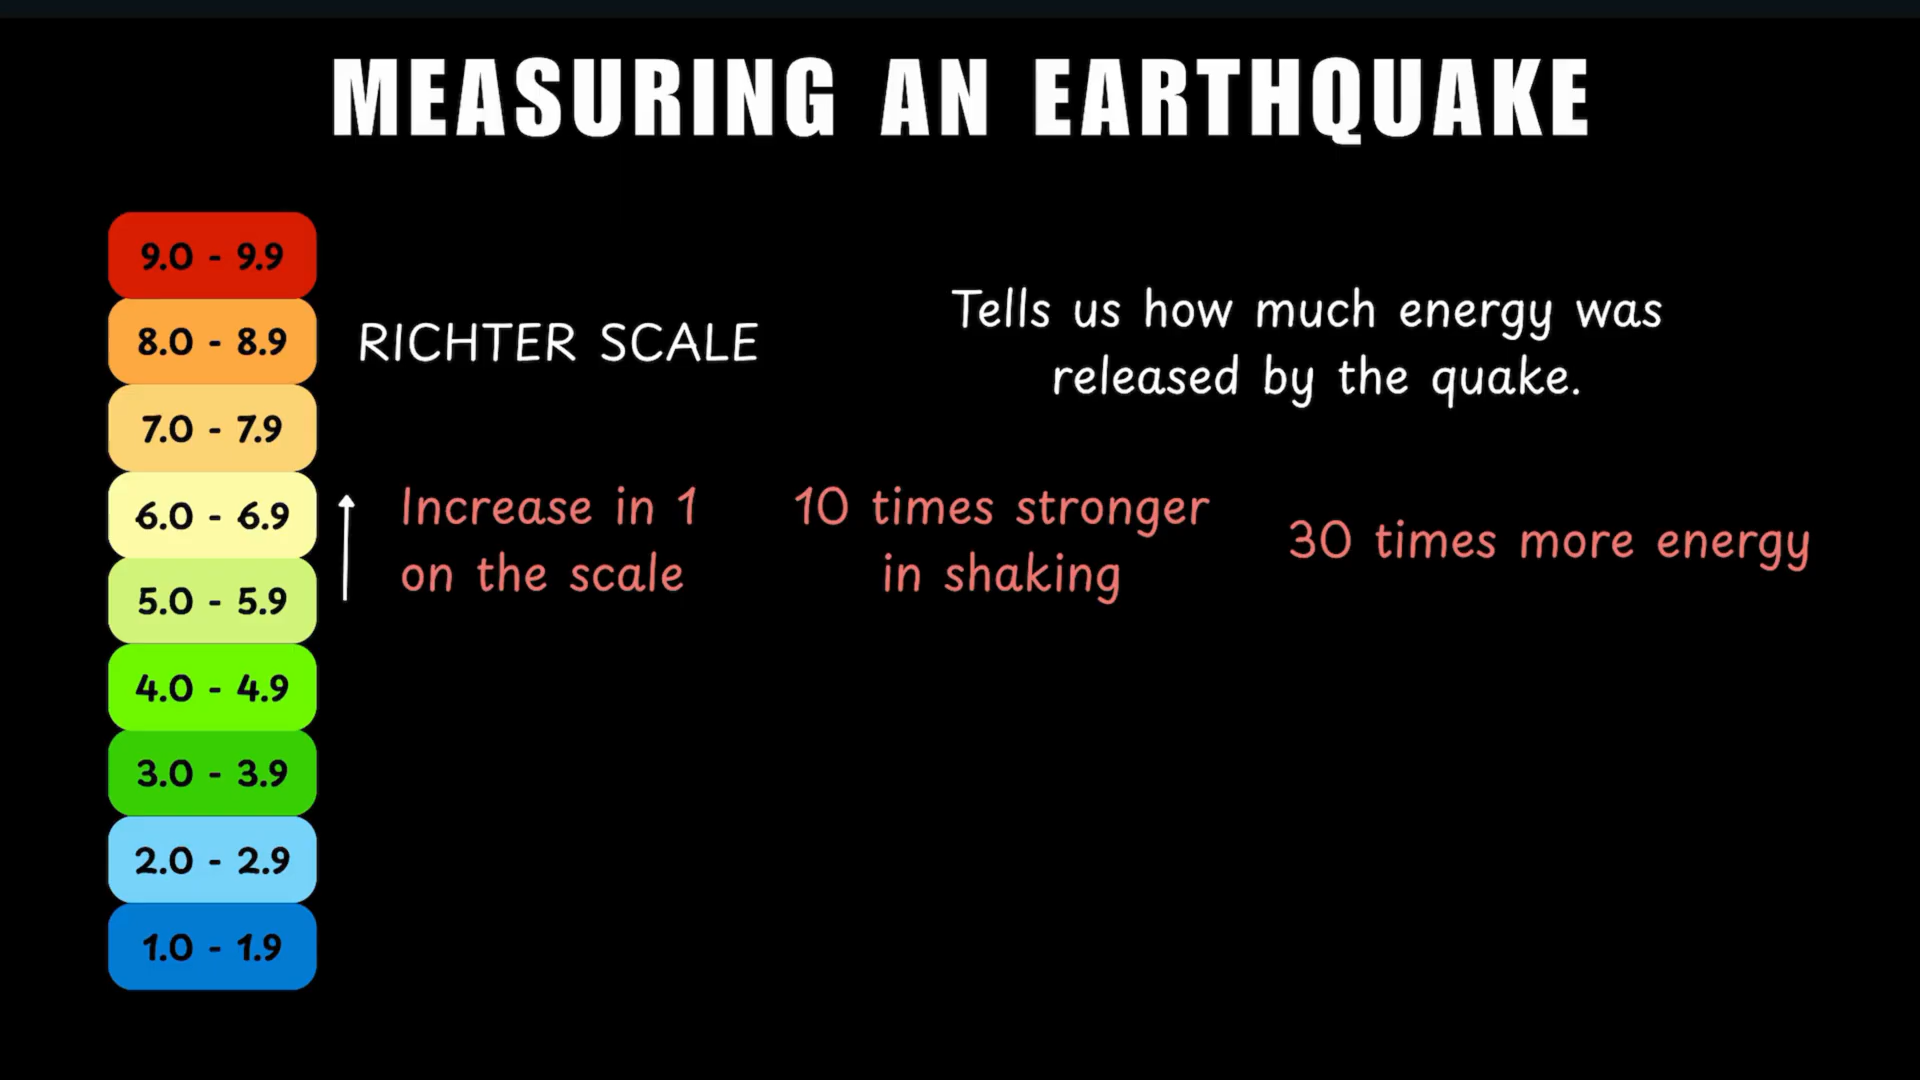 MEASURING AN EARTHQUAKE
9.0 - 9.9
8.0 - 8.9
7.0 - 7.9
6.0 - 6.9
5.0 - 5.9
4.0 - 4.9
3.0 - 3.9
2.0 - 2.9
1.0 - 1.9
RICHTER SCALE
Tells us how much energy was
released by the quake.
Increase in 1
on the scale
10 times stronger
in shaking
30 times more energy